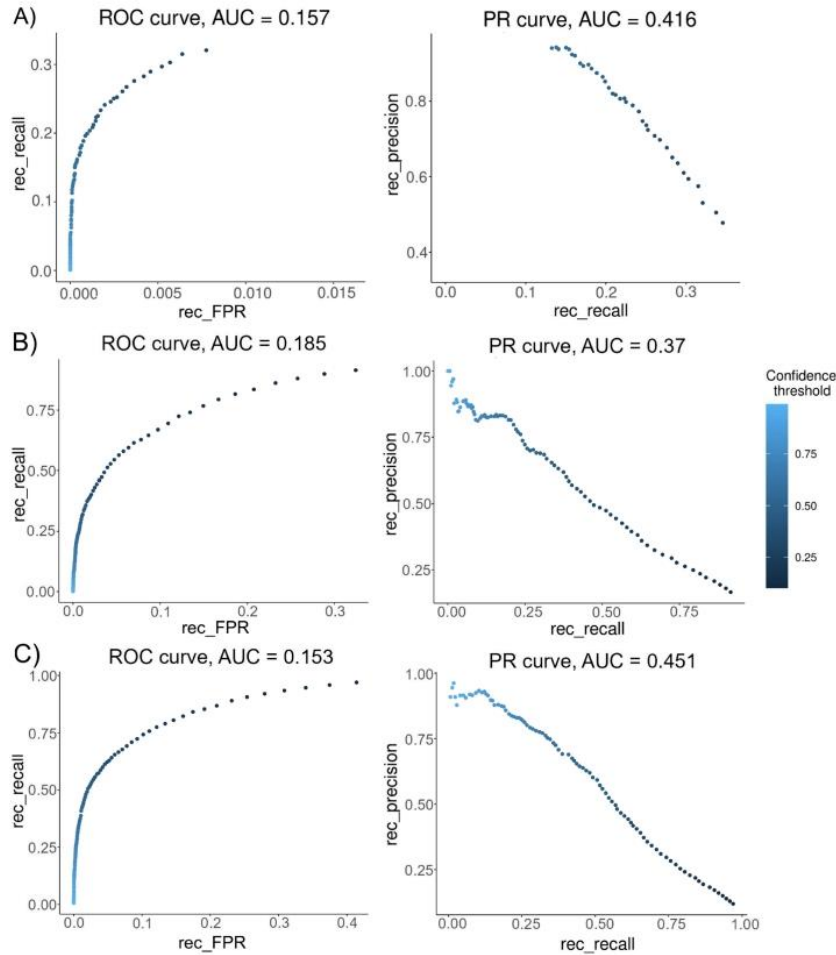 A)
ROC curve, AUC = 0.157
PR curve, AUC = 0.416
rec_recall
0.3
0.2
0.1
0.0
0.000 0.005 0.010 0.015
rec_FPR
rec_precision
0.8
0.6
0.4
0.0 0.1 0.2 0.3
rec_recall
B)
ROC curve, AUC = 0.185
PR curve, AUC = 0.37
rec_recall
0.75
0.50
0.25
0.00
0.0 0.1 0.2 0.3
rec_FPR
rec_precision
1.00
0.75
0.50
0.25
0.00 0.25 0.50 0.75
rec_recall
Confidence
threshold
0.75
0.50
0.25
C)
ROC curve, AUC = 0.153
PR curve, AUC = 0.451
rec_recall
1.00
0.75
0.50
0.25
0.00
0.0 0.1 0.2 0.3 0.4
rec_FPR
rec_precision
1.00
0.75
0.50
0.25
0.00 0.25 0.50 0.75 1.00
rec_recall